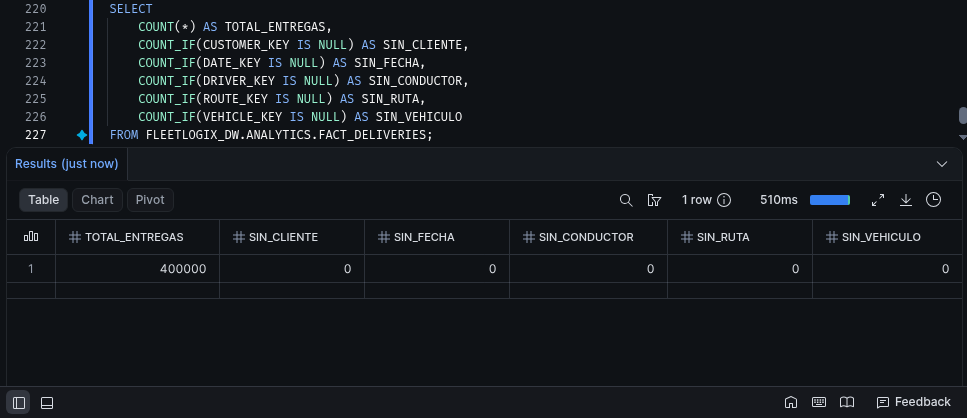 220 SELECT
221 COUNT(*) AS TOTAL_ENTREGAS,
222 COUNT_IF(CUSTOMER_KEY IS NULL) AS SIN_CLIENTE,
223 COUNT_IF(DATE_KEY IS NULL) AS SIN_FECHA,
224 COUNT_IF(DRIVER_KEY IS NULL) AS SIN_CONDUCTOR,
225 COUNT_IF(ROUTE_KEY IS NULL) AS SIN_RUTA,
226 COUNT_IF(VEHICLE_KEY IS NULL) AS SIN_VEHICULO
227 FROM FLEETLOGIX_DW.ANALYTICS.FACT_DELIVERIES;
Results (just now)
Table Chart Pivot 1 row 510ms
TOTAL_ENTREGAS SIN_CLIENTE SIN_FECHA SIN_CONDUCTOR SIN_RUTA SIN_VEHICULO
1 400000 0 0 0 0 0
Feedback